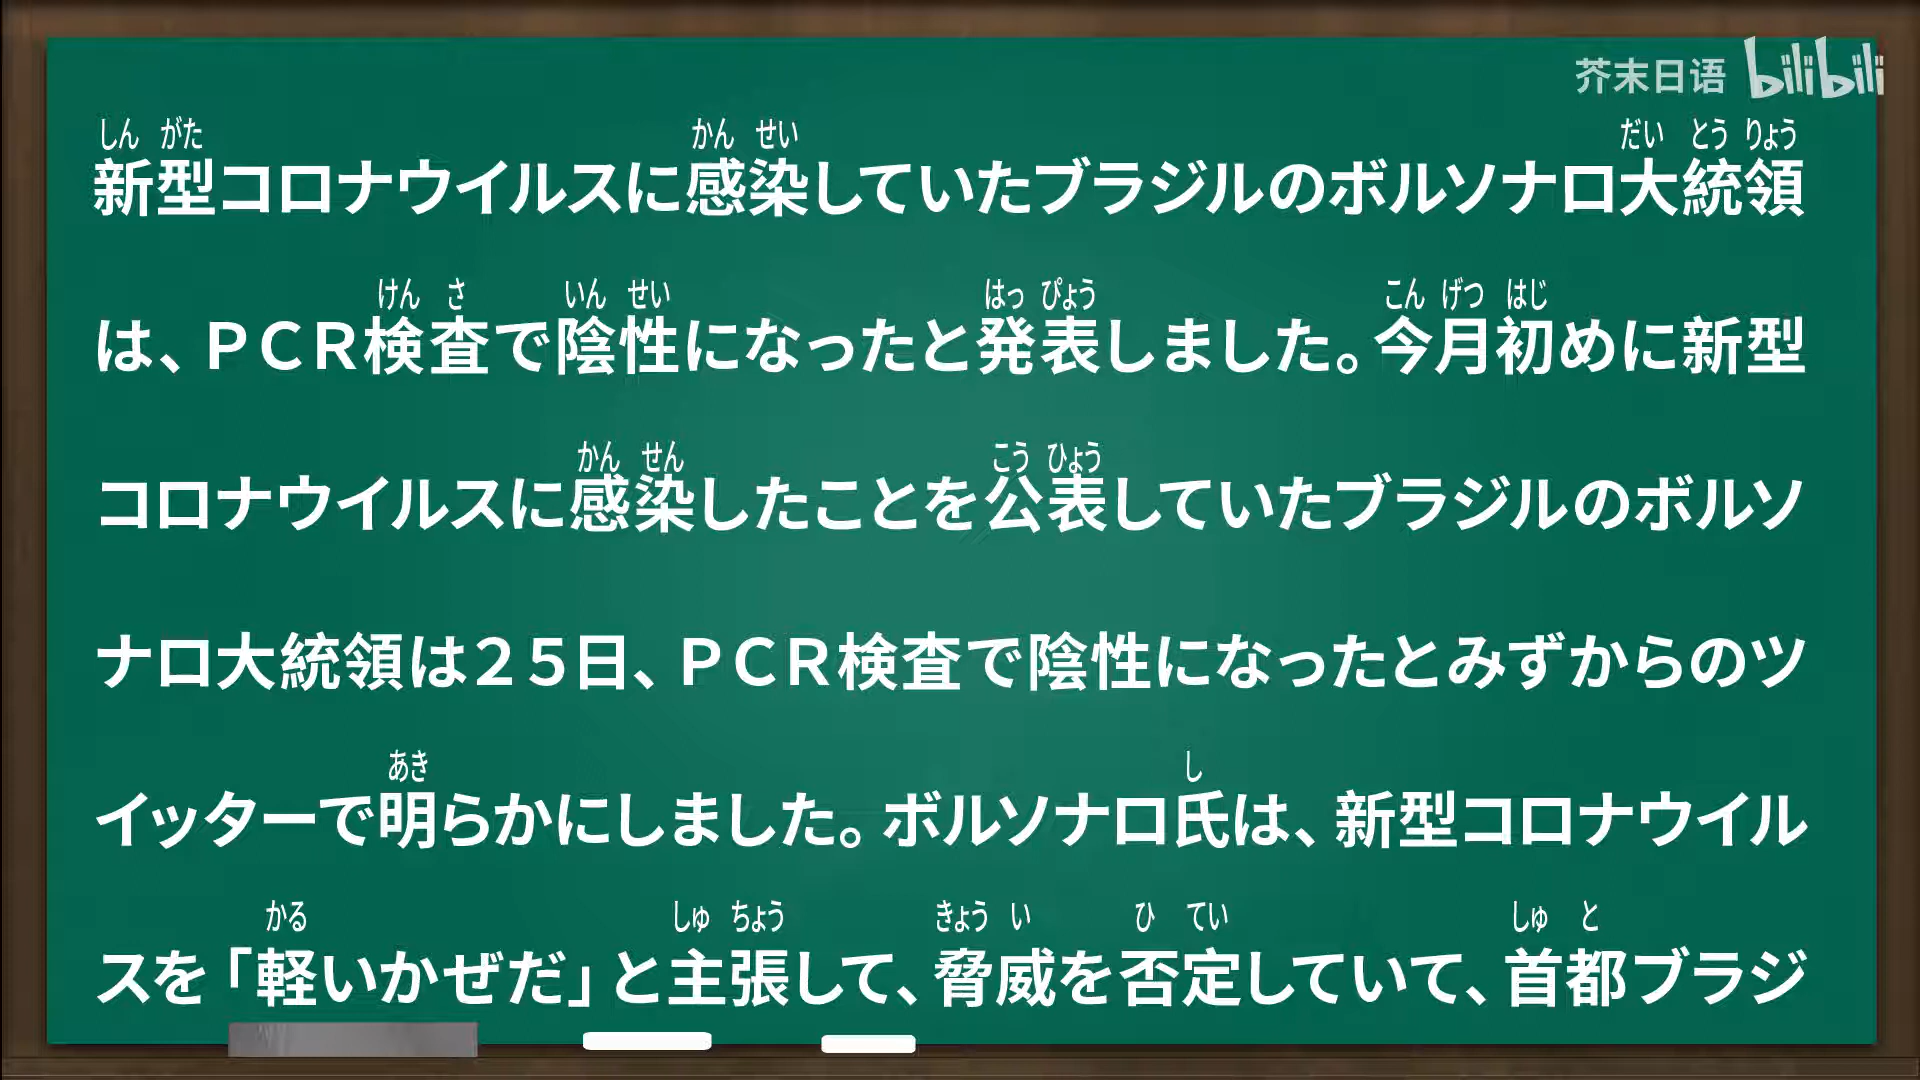 芥末日语 bilibili
しん がた かん せい だい とう りょう
新型コロナウイルスに感染していたブラジルのボルソナロ大統領
けん さ いん せい はっ ぴょう こん げつ はじ
は、ＰＣＲ検査で陰性になったと発表しました。今月初めに新型
かん せん こう ひょう
コロナウイルスに感染したことを公表していたブラジルのボルソ
ナロ大統領は２５日、ＰＣＲ検査で陰性になったとみずからのツ
あき し
イッターで明らかにしました。ボルソナロ氏は、新型コロナウイル
かる しゅ ちょう きょう い ひ てい しゅ と
スを「軽いかぜだ」と主張して、脅威を否定していて、首都ブラジ